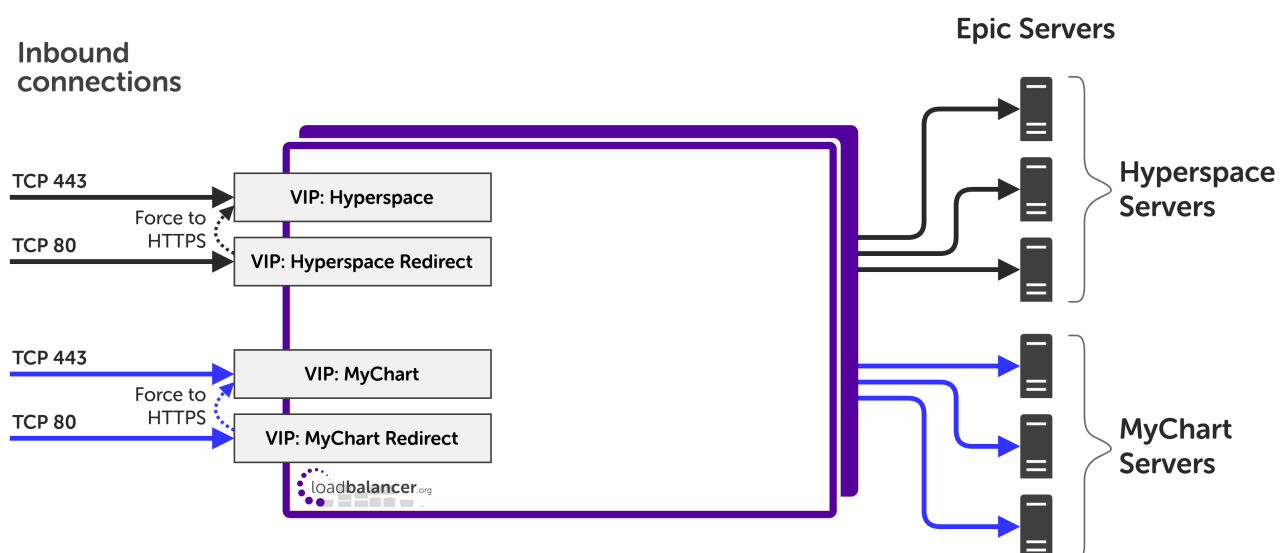 Epic Servers
Inbound
connections
TCP 443
VIP: Hyperspace
Force to
HTTPS
TCP 80
VIP: Hyperspace Redirect
Hyperspace
Servers
TCP 443
VIP: MyChart
Force to
HTTPS
TCP 80
VIP: MyChart Redirect
MyChart
Servers
loadbalancer.org